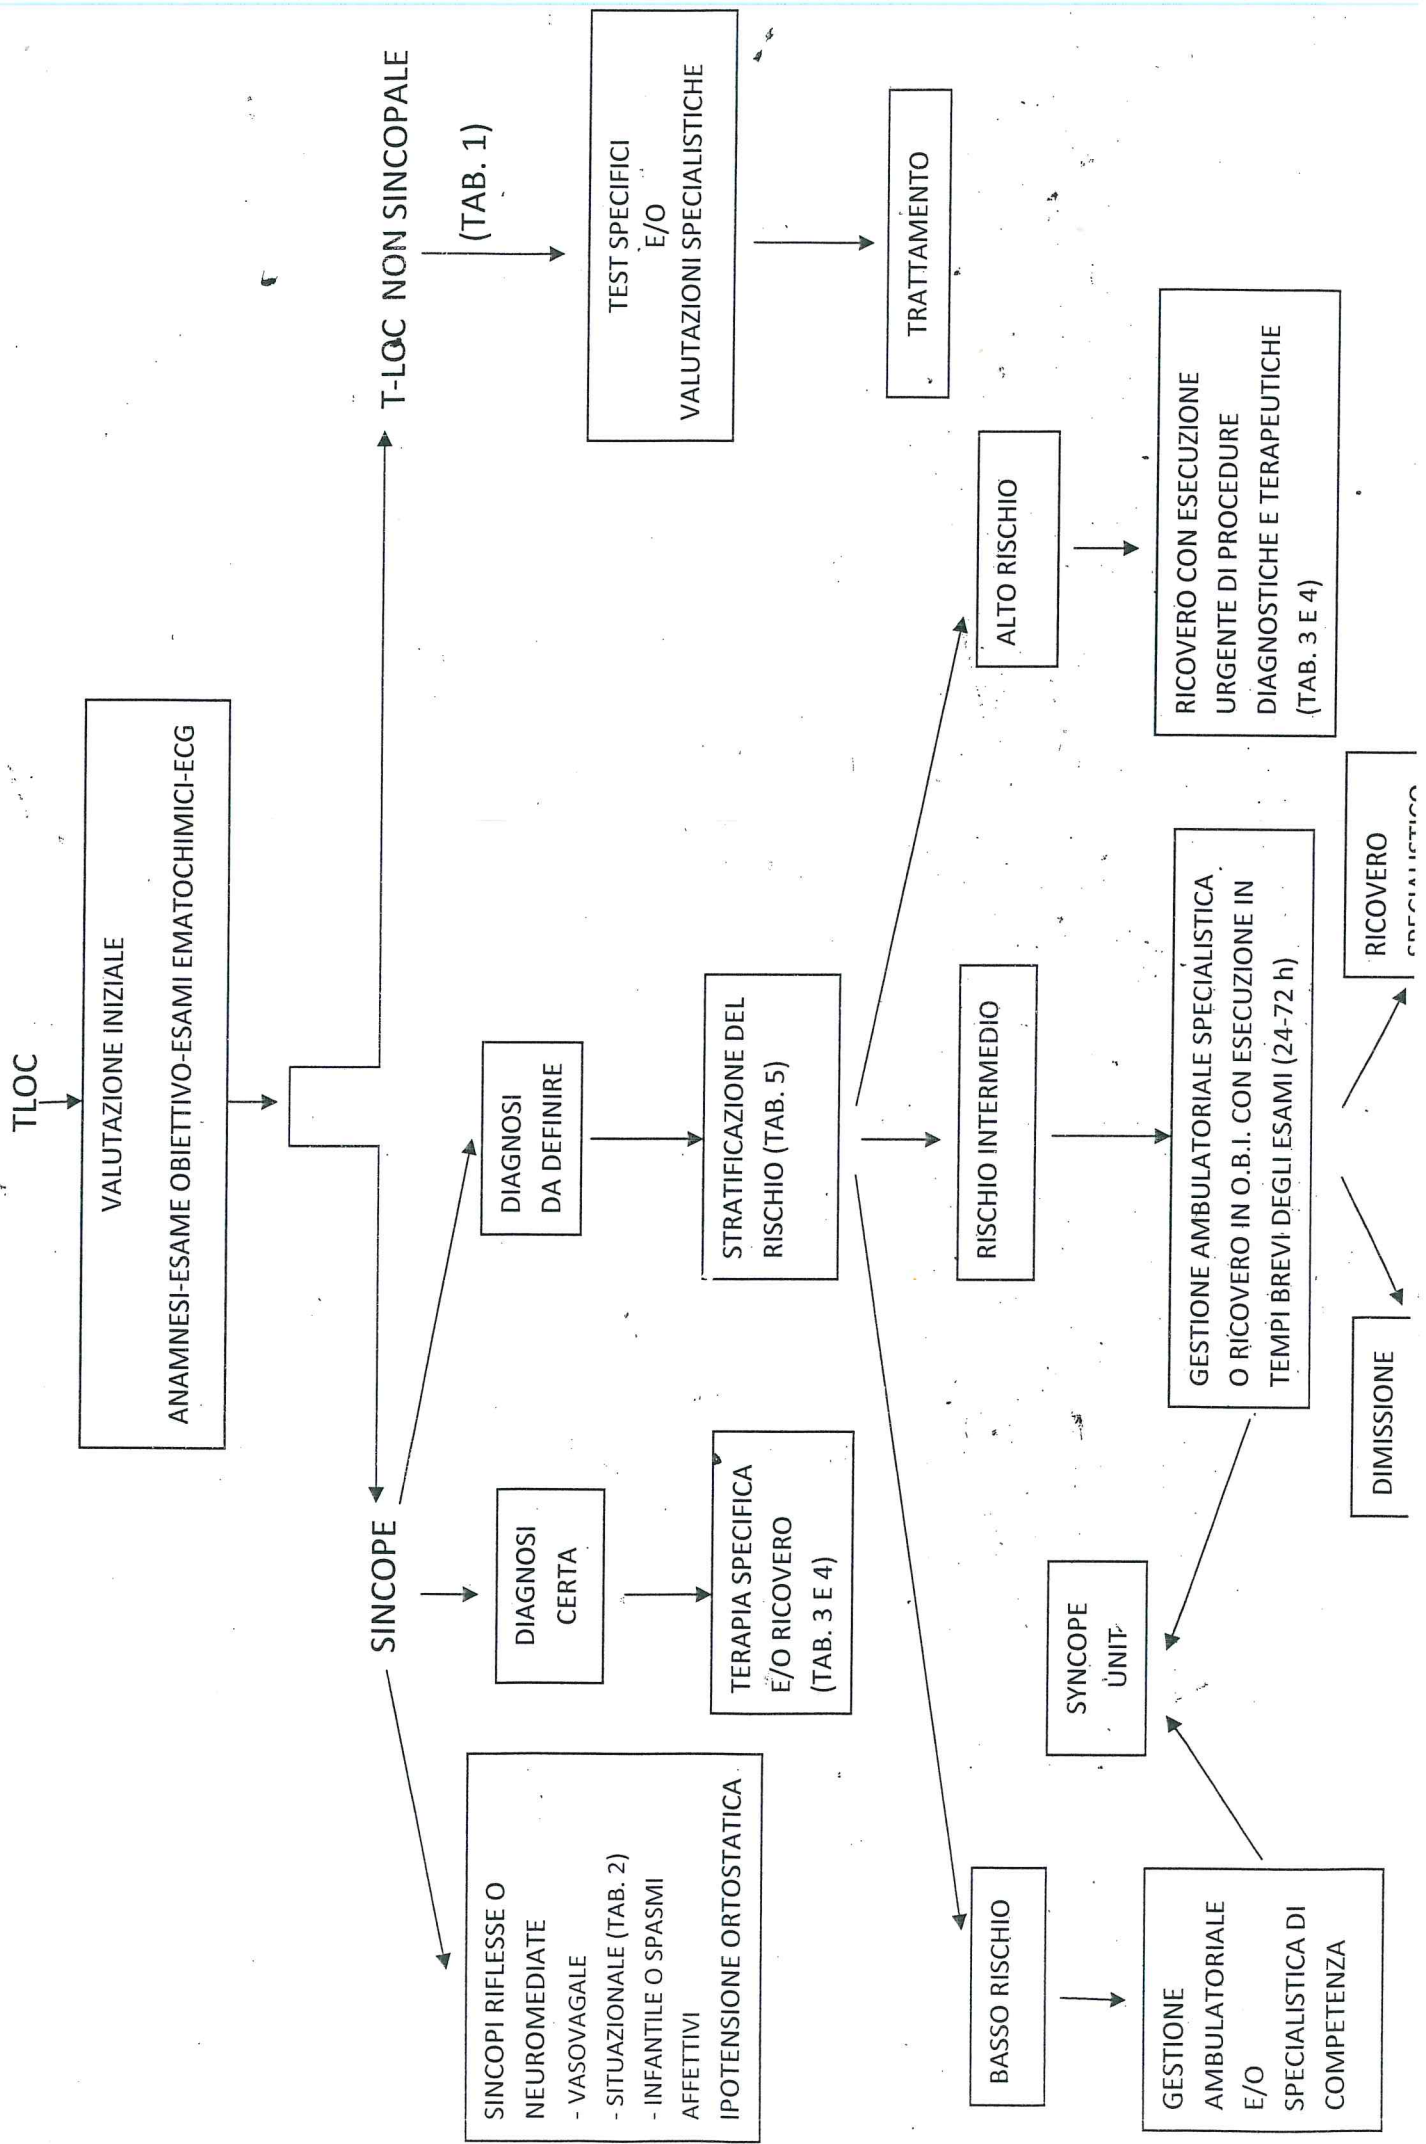 TLOC
VALUTAZIONE INIZIALE
ANAMNESI-ESAME OBIETTIVO-ESAMI EMATOCHIMICI-ECG
SINCOPE
T-LOC NON SINCOPALE
(TAB. 1)
SINCOPI RIFLESSE O
NEUROMEDIATE
- VASOVAGALE
- SITUAZIONALE (TAB. 2)
- INFANTILE O SPASMI
AFFETTIVI
IPOTENSIONE ORTOSTATICA
DIAGNOSI
CERTA
DIAGNOSI
DA DEFINIRE
TEST SPECIFICI
E/O
VALUTAZIONI SPECIALISTICHE
TERAPIA SPECIFICA
E/O RICOVERO
(TAB. 3 E 4)
STRATIFICAZIONE DEL
RISCHIO (TAB. 5)
TRATTAMENTO
BASSO RISCHIO
RISCHIO INTERMEDIO
ALTO RISCHIO
SYNCOPE
UNIT
GESTIONE
AMBULATORIALE
E/O
SPECIALISTICA DI
COMPETENZA
GESTIONE AMBULATORIALE SPECIALISTICA
O RICOVERO IN O.B.I. CON ESECUZIONE IN
TEMPI BREVI DEGLI ESAMI (24-72 h)
RICOVERO CON ESECUZIONE
URGENTE DI PROCEDURE
DIAGNOSTICHE E TERAPEUTICHE
(TAB. 3 E 4)
DIMISSIONE
RICOVERO